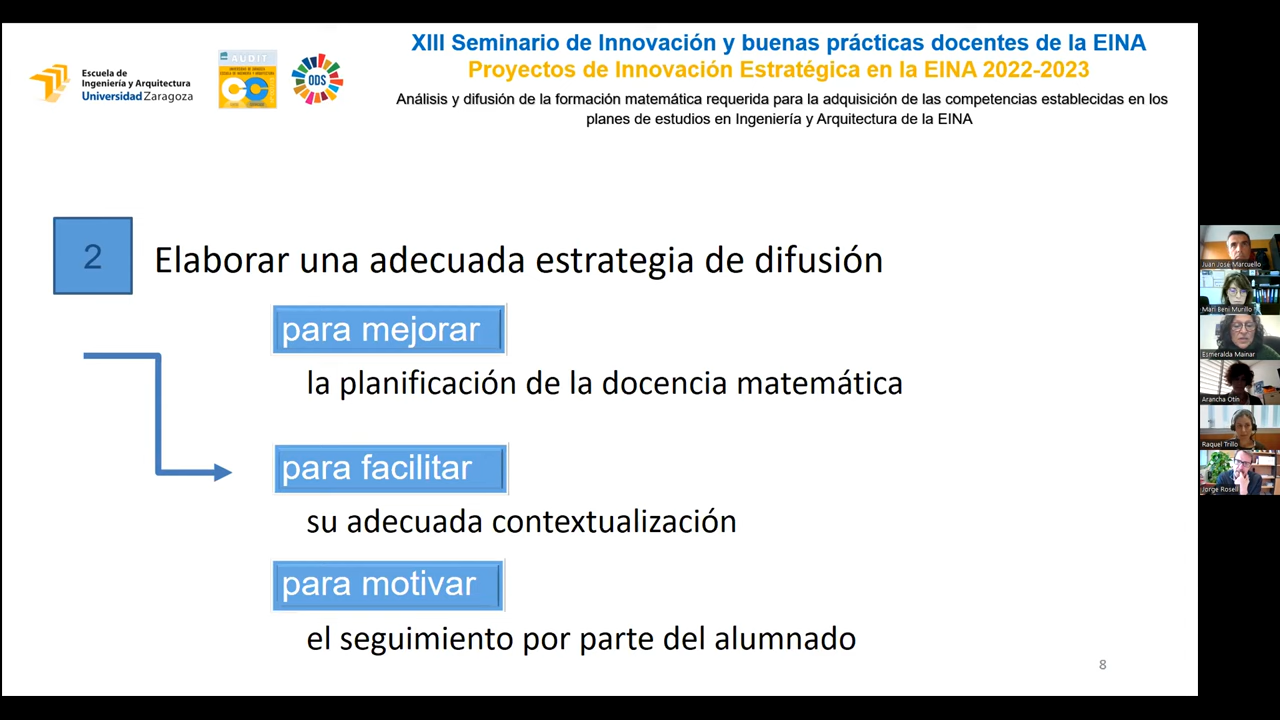 XIII Seminario de Innovación y buenas prácticas docentes de la EINA
Proyectos de Innovación Estratégica en la EINA 2022-2023
Análisis y difusión de la formación matemática requerida para la adquisición de las competencias establecidas en los
planes de estudios en Ingeniería y Arquitectura de la EINA
Escuela de
Ingeniería y Arquitectura
Universidad Zaragoza
AUDIT
ODS
2
Elaborar una adecuada estrategia de difusión
para mejorar
la planificación de la docencia matemática
para facilitar
su adecuada contextualización
para motivar
el seguimiento por parte del alumnado
8
Juan José Marcuello
Mari Beni Murillo
Esmeralda Mainar
Arancha Otín
Raquel Trillo
Jorge Rosell